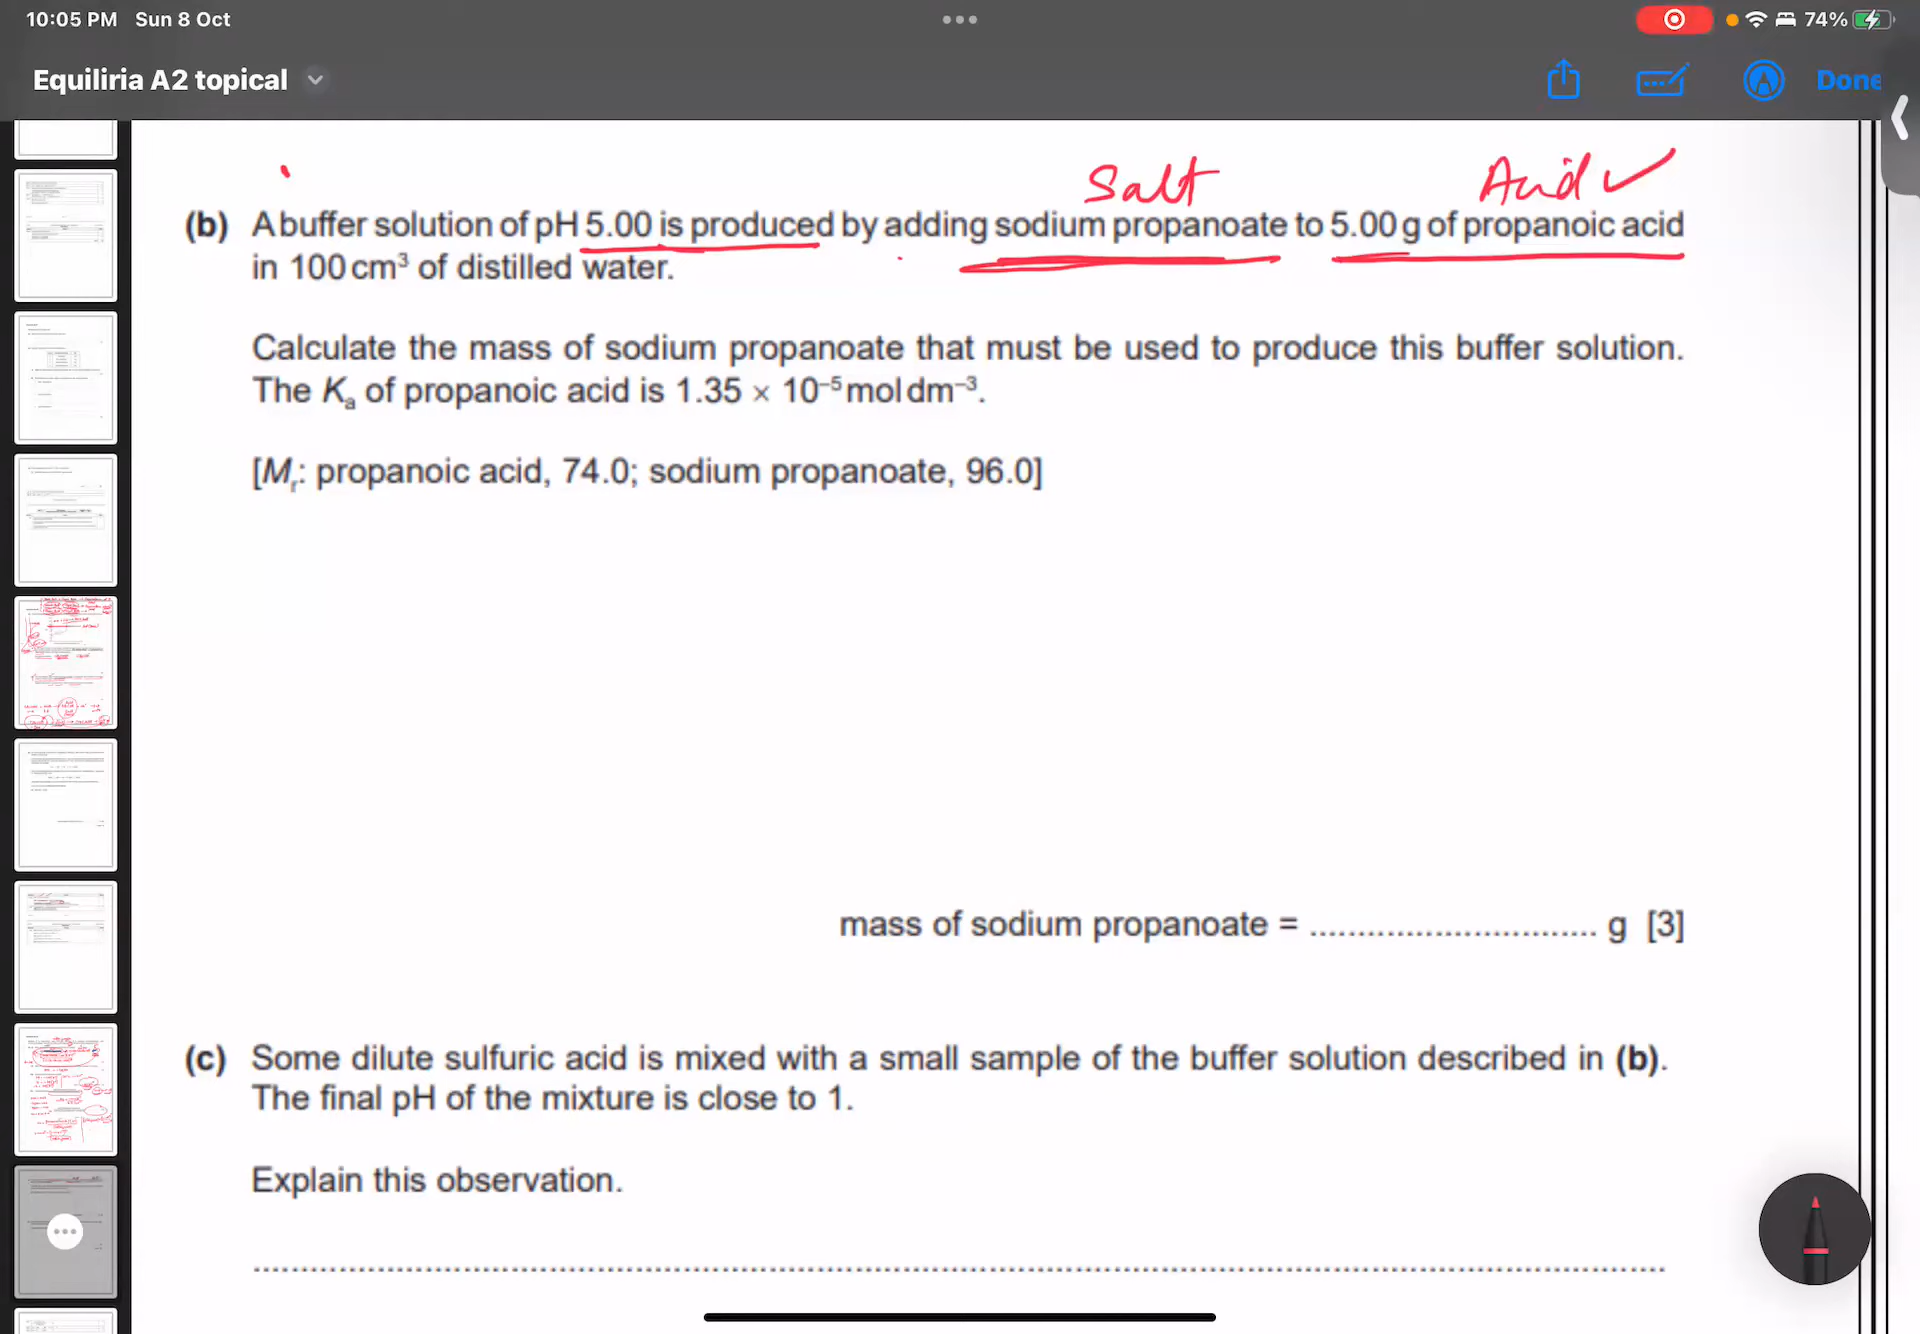 10:05 PM Sun 8 Oct
74%
Equiliria A2 topical
Done
Salt
Acid ✓
(b) A buffer solution of pH 5.00 is produced by adding sodium propanoate to 5.00 g of propanoic acid
in 100 cm³ of distilled water.
Calculate the mass of sodium propanoate that must be used to produce this buffer solution.
The Kₐ of propanoic acid is 1.35 × 10⁻⁵ mol dm⁻³.
[Mᵣ: propanoic acid, 74.0; sodium propanoate, 96.0]
mass of sodium propanoate = .............................. g [3]
(c) Some dilute sulfuric acid is mixed with a small sample of the buffer solution described in (b).
The final pH of the mixture is close to 1.
Explain this observation.